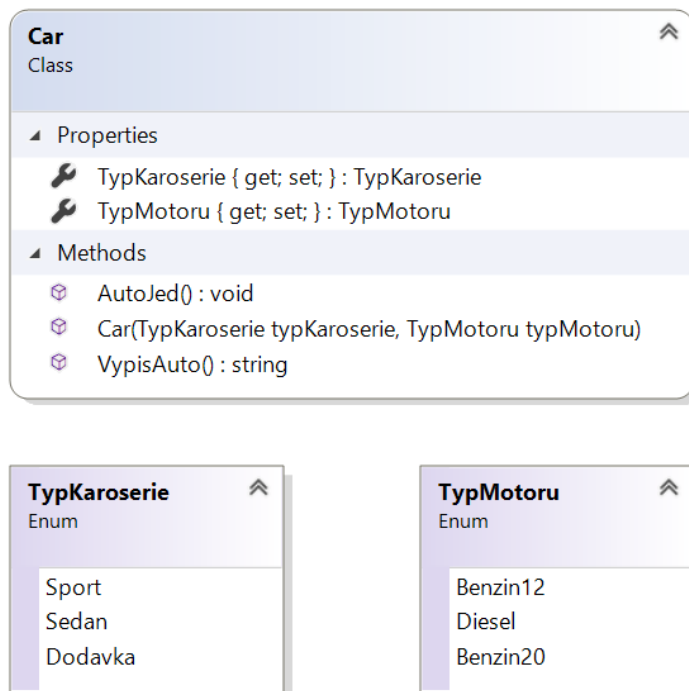 Car
Class
Properties
TypKaroserie { get; set; } : TypKaroserie
TypMotoru { get; set; } : TypMotoru
Methods
AutoJed() : void
Car(TypKaroserie typKaroserie, TypMotoru typMotoru)
VypisAuto() : string
TypKaroserie
Enum
Sport
Sedan
Dodavka
TypMotoru
Enum
Benzin12
Diesel
Benzin20